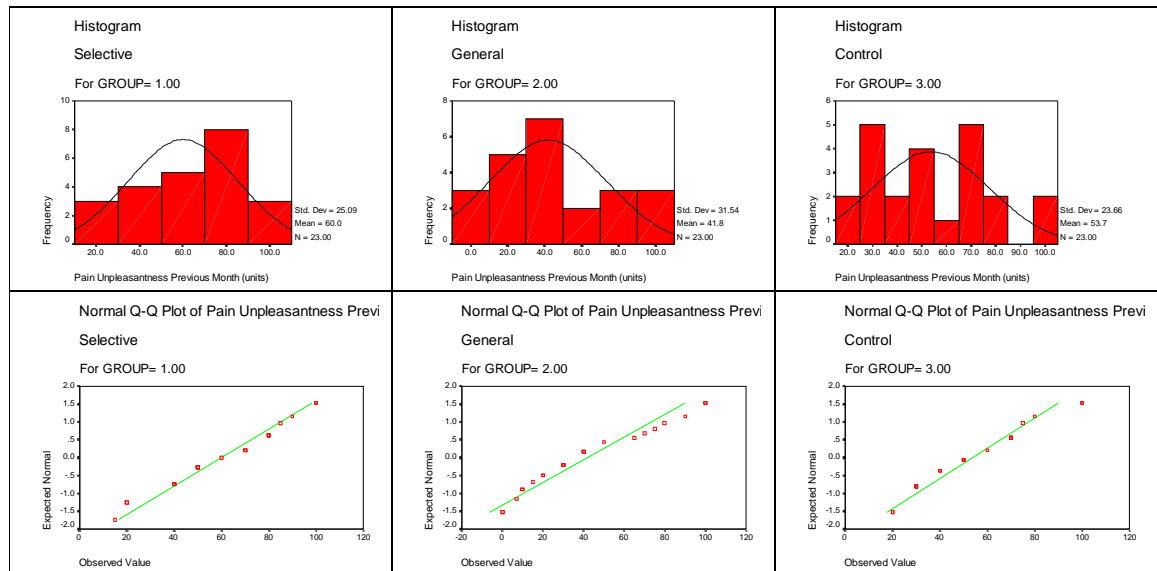 Histogram
Selective
For GROUP= 1.00
10
8
6
4
2
0
Frequency
20.0 40.0 60.0 80.0 100.0
Std. Dev = 25.09
Mean = 60.0
N = 23.00
Pain Unpleasantness Previous Month (units)
Histogram
General
For GROUP= 2.00
8
6
4
2
0
Frequency
0.0 20.0 40.0 60.0 80.0 100.0
Std. Dev = 31.54
Mean = 41.8
N = 23.00
Pain Unpleasantness Previous Month (units)
Histogram
Control
For GROUP= 3.00
6
5
4
3
2
1
0
Frequency
20.0 30.0 40.0 50.0 60.0 70.0 80.0 90.0 100.0
Std. Dev = 23.66
Mean = 53.7
N = 23.00
Pain Unpleasantness Previous Month (units)
Normal Q-Q Plot of Pain Unpleasantness Previ
Selective
For GROUP= 1.00
2.0
1.5
1.0
.5
0.0
-.5
-1.0
-1.5
-2.0
Expected Normal
0 20 40 60 80 100 120
Observed Value
Normal Q-Q Plot of Pain Unpleasantness Previ
General
For GROUP= 2.00
2.0
1.5
1.0
.5
0.0
-.5
-1.0
-1.5
-2.0
Expected Normal
-20 0 20 40 60 80 100 120
Observed Value
Normal Q-Q Plot of Pain Unpleasantness Previ
Control
For GROUP= 3.00
2.0
1.5
1.0
.5
0.0
-.5
-1.0
-1.5
-2.0
Expected Normal
0 20 40 60 80 100 120
Observed Value